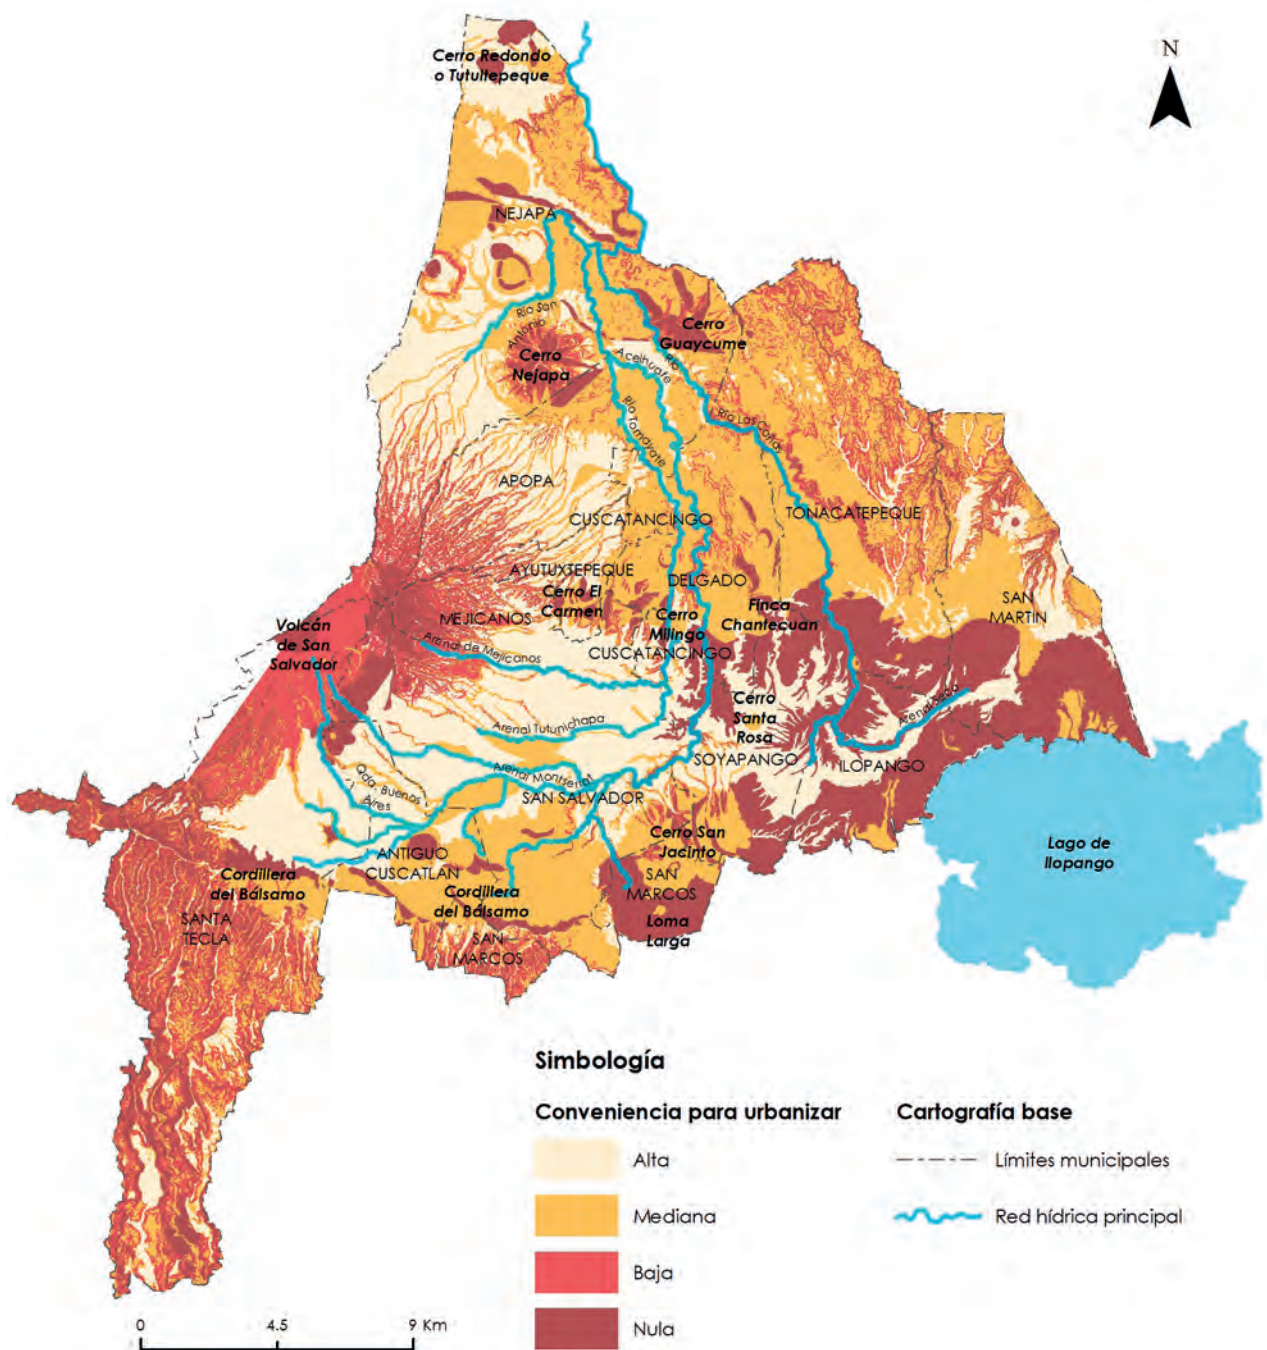 N
Cerro Redondo
o Tutultepeque
NEJAPA
Río San
Antonio
Cerro
Guaycume
Cerro
Nejapa
Acelhuate
Río
Río Tomayate
Río Las Cañas
APOPA
CUSCATANCINGO
TONACATEPEQUE
AYUTUXTEPEQUE
DELGADO
Cerro El
Carmen
Finca
Chantecuan
SAN
MARTIN
MEJICANOS
Cerro
Milingo
Volcán
de San
Salvador
Arenal de Mejicanos
CUSCATANCINGO
Cerro
Santa
Rosa
Arenal Seco
Arenal Tutunichapa
SOYAPANGO
ILOPANGO
Arenal Montserrat
Qda. Buenos
Aires
SAN SALVADOR
Cerro San
Jacinto
Lago de
Ilopango
ANTIGUO
CUSCATLAN
Cordillera
del Bálsamo
SAN
MARCOS
Cordillera
del Bálsamo
SANTA
TECLA
Loma
Larga
SAN
MARCOS
Simbología
Conveniencia para urbanizar
Alta
Mediana
Baja
Nula
Cartografía base
Límites municipales
Red hídrica principal
0 4.5 9 Km